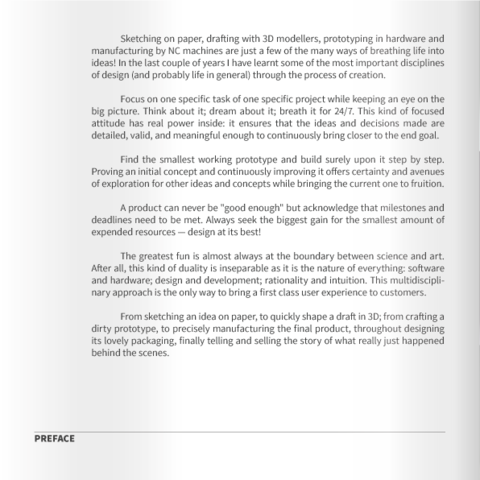 Sketching on paper, drafting with 3D modellers, prototyping in hardware and
manufacturing by NC machines are just a few of the many ways of breathing life into
ideas! In the last couple of years I have learnt some of the most important disciplines
of design (and probably life in general) through the process of creation.
Focus on one specific task of one specific project while keeping an eye on the
big picture. Think about it; dream about it; breath it for 24/7. This kind of focused
attitude has real power inside: it ensures that the ideas and decisions made are
detailed, valid, and meaningful enough to continuously bring closer to the end goal.
Find the smallest working prototype and build surely upon it step by step.
Proving an initial concept and continuously improving it offers certainty and avenues
of exploration for other ideas and concepts while bringing the current one to fruition.
A product can never be "good enough" but acknowledge that milestones and
deadlines need to be met. Always seek the biggest gain for the smallest amount of
expended resources — design at its best!
The greatest fun is almost always at the boundary between science and art.
After all, this kind of duality is inseparable as it is the nature of everything: software
and hardware; design and development; rationality and intuition. This multidiscipli-
nary approach is the only way to bring a first class user experience to customers.
From sketching an idea on paper, to quickly shape a draft in 3D; from crafting a
dirty prototype, to precisely manufacturing the final product, throughout designing
its lovely packaging, finally telling and selling the story of what really just happened
behind the scenes.
PREFACE